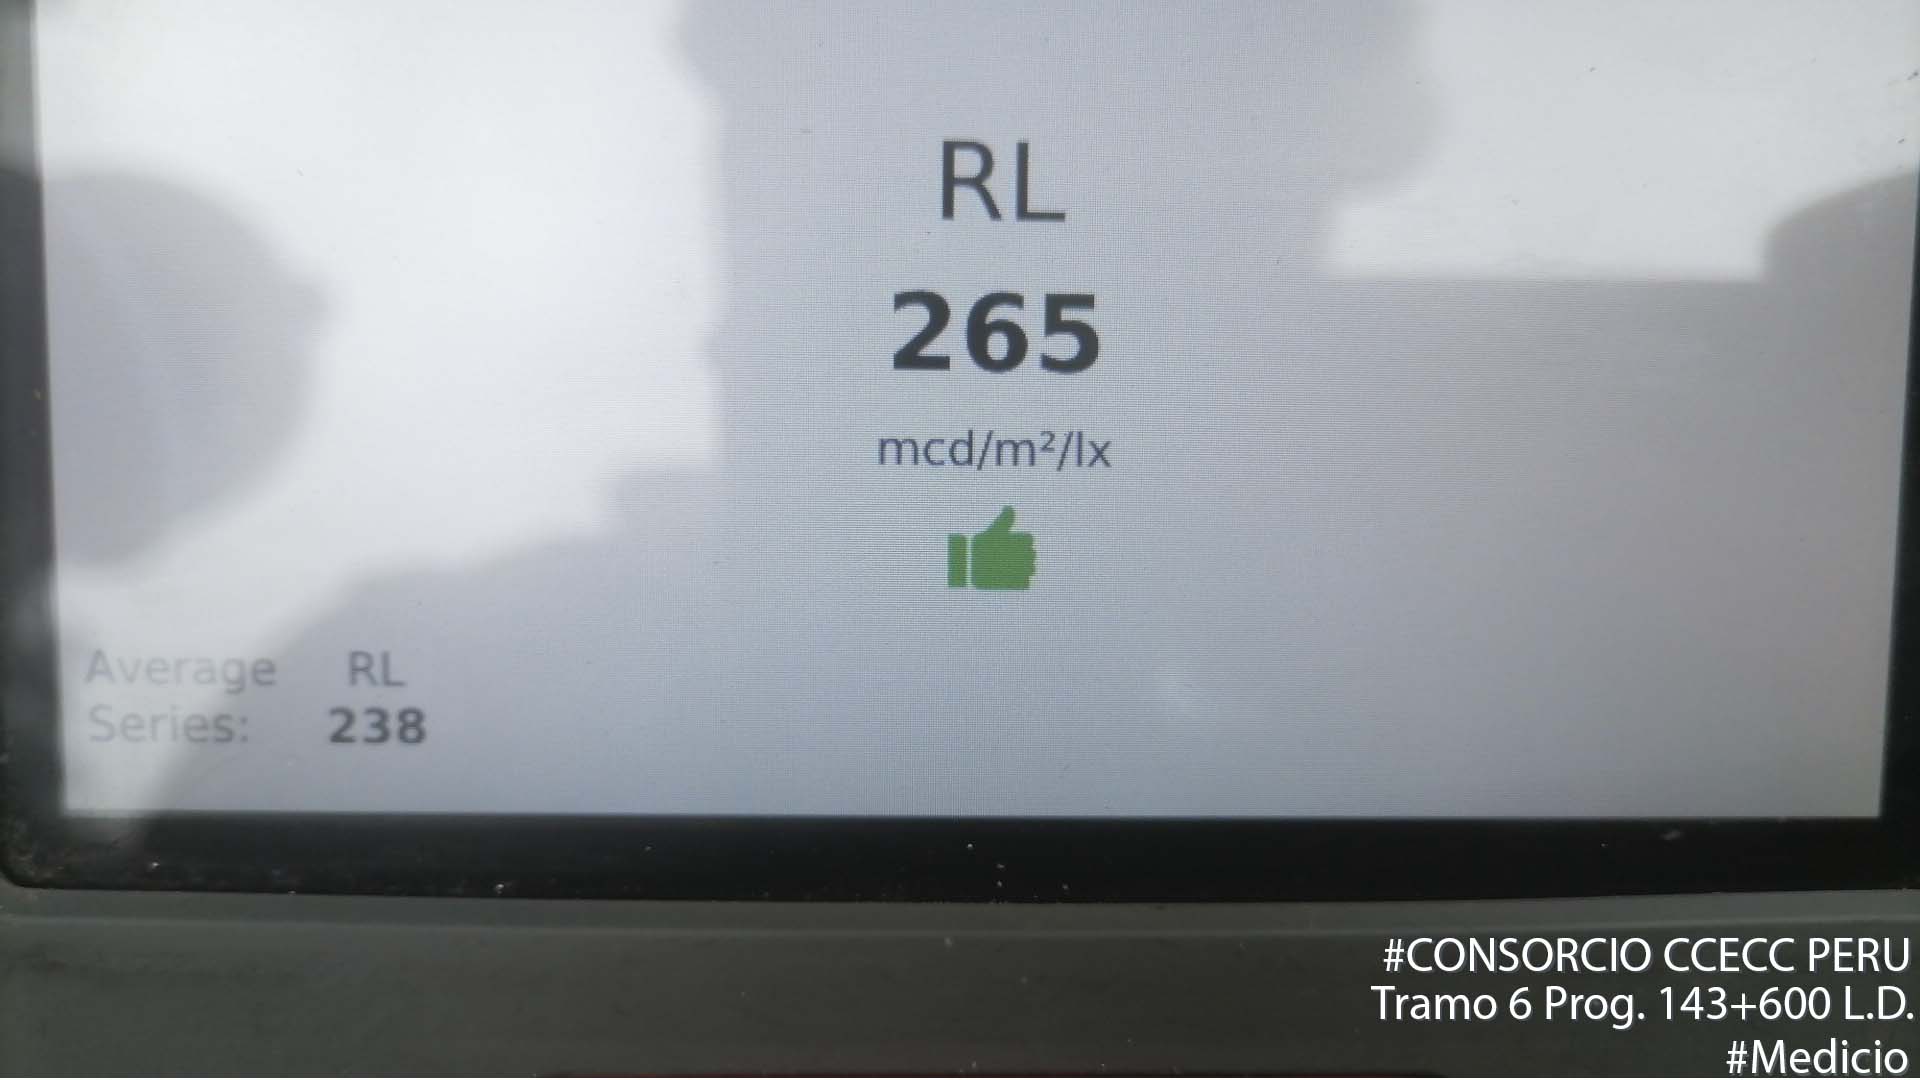 RL
265
mcd/m²/lx
Average RL
Series: 238
#CONSORCIO CCECC PERU
Tramo 6 Prog. 143+600 L.D.
#Medicio